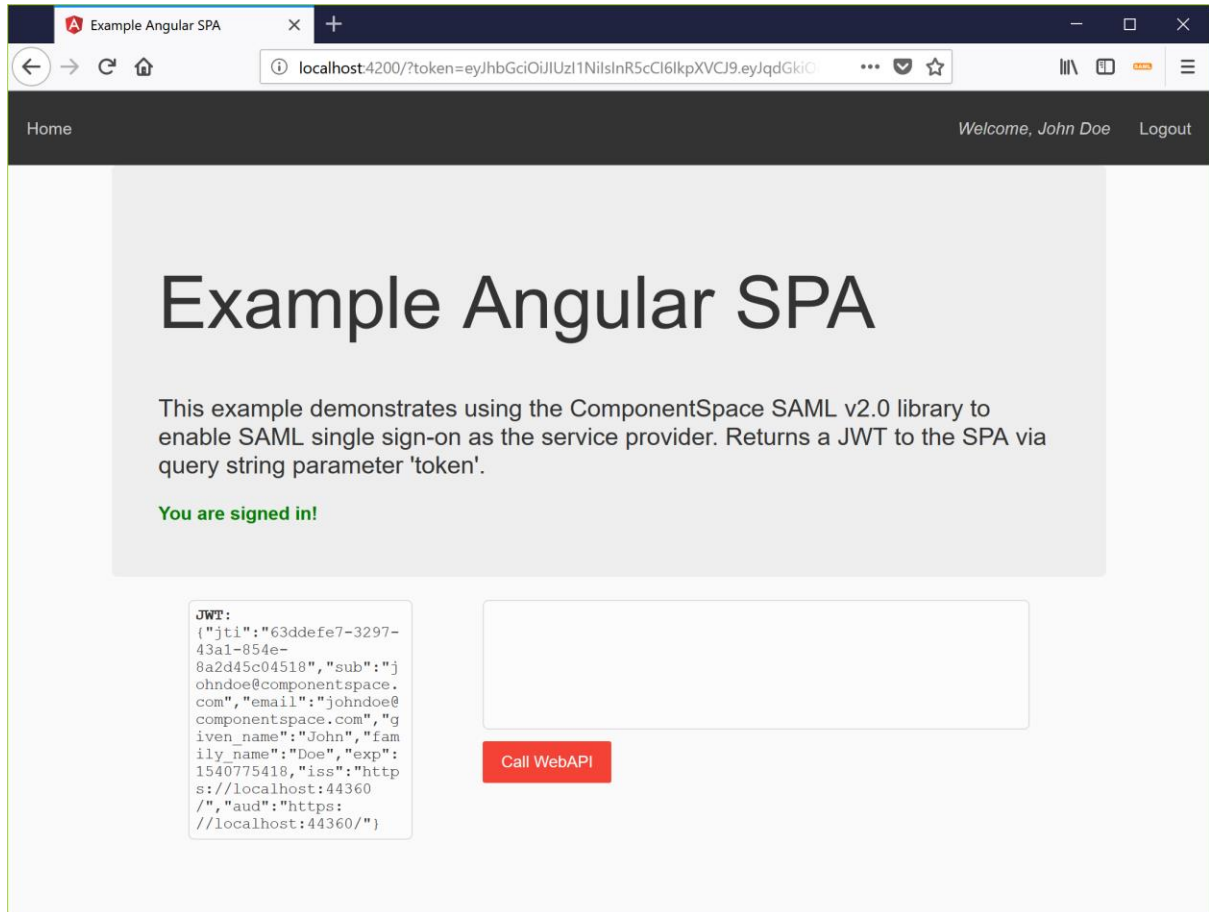 Example Angular SPA
localhost:4200/?token=eyJhbGciOiJIUzI1NiIsInR5cCI6IkpXVCJ9.eyJqdGkiO
Home
Welcome, John Doe
Logout
Example Angular SPA
This example demonstrates using the ComponentSpace SAML v2.0 library to
enable SAML single sign-on as the service provider. Returns a JWT to the SPA via
query string parameter 'token'.
You are signed in!
JWT:
{"jti":"63ddefe7-3297-
43a1-854e-
8a2d45c04518","sub":"j
ohndoe@componentspace.
com","email":"johndoe@
componentspace.com","g
iven_name":"John","fam
ily_name":"Doe","exp":
1540775418,"iss":"http
s://localhost:44360
/","aud":"https:
//localhost:44360/"}
Call WebAPI